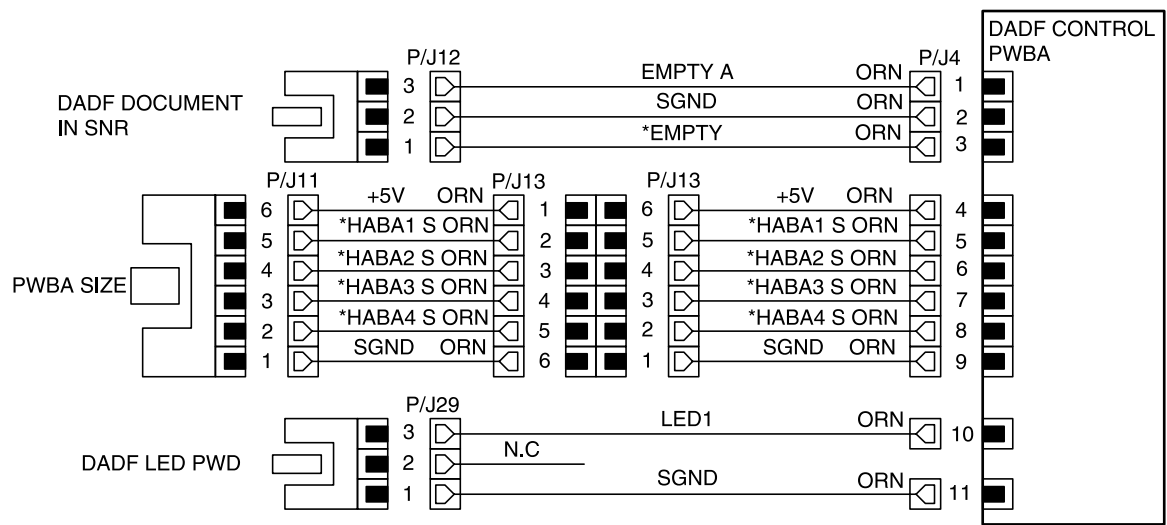 DADF CONTROL
PWBA
P/J12
P/J4
DADF DOCUMENT
IN SNR
3 EMPTY A ORN 1
2 SGND ORN 2
1 *EMPTY ORN 3
P/J11 P/J13 P/J13
PWBA SIZE
6 +5V ORN 1 6 +5V ORN 4
5 *HABA1 S ORN 2 5 *HABA1 S ORN 5
4 *HABA2 S ORN 3 4 *HABA2 S ORN 6
3 *HABA3 S ORN 4 3 *HABA3 S ORN 7
2 *HABA4 S ORN 5 2 *HABA4 S ORN 8
1 SGND ORN 6 1 SGND ORN 9
P/J29
DADF LED PWD
3 LED1 ORN 10
2 N.C
1 SGND ORN 11